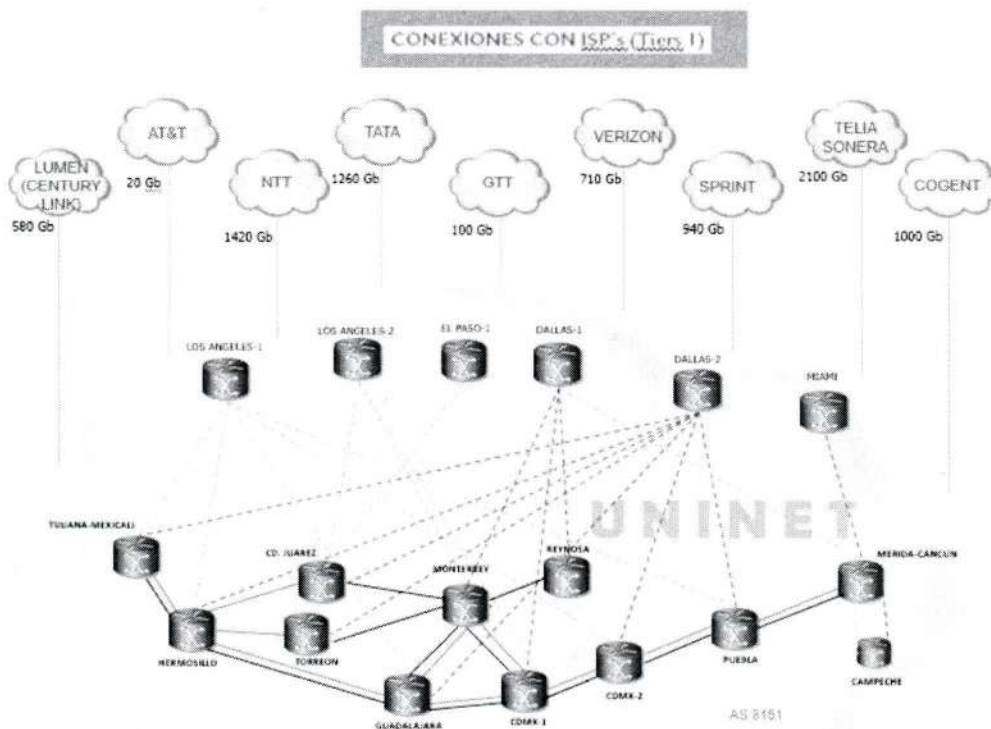 CONEXIONES CON ISP's (Tiers 1)
AT&T
TATA
VERIZON
TELIA
SONERA
LUMEN
(CENTURY
LINK)
NTT
GTT
SPRINT
COGENT
20 Gb
1260 Gb
710 Gb
2100 Gb
580 Gb
1420 Gb
100 Gb
940 Gb
1000 Gb
LOS ANGELES-1
LOS ANGELES-2
EL PASO-1
DALLAS-1
DALLAS-2
MIAMI
UNINET
TIJUANA-MEXICALI
CD. JUAREZ
MONTERREY
REYNOSA
MERIDA-CANCUN
HERMOSILLO
TORREON
PUEBLA
CAMPECHE
GUADALAJARA
CDMX-1
CDMX-2
AS 8151